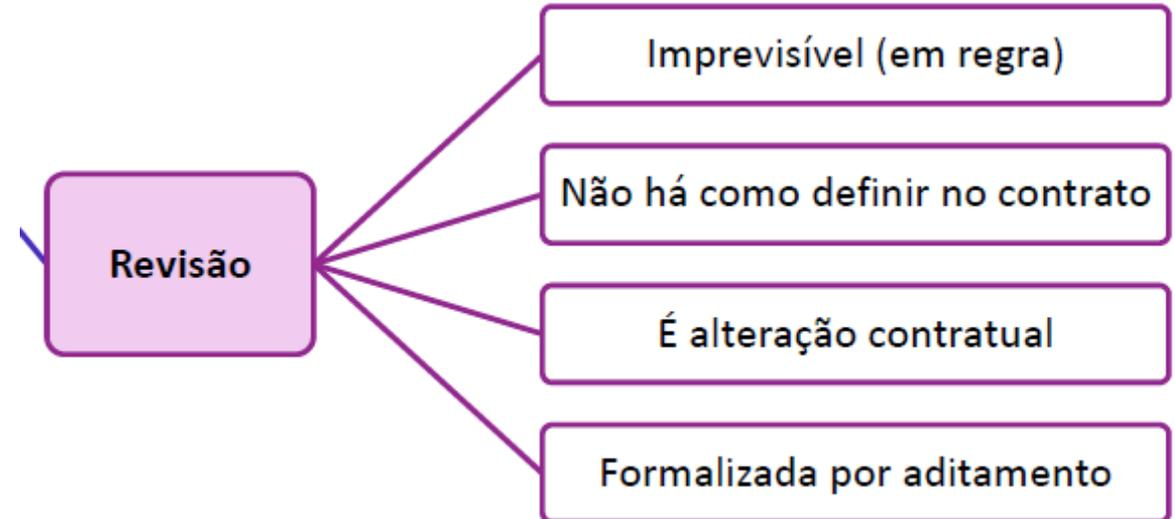 Imprevisível (em regra)
Não há como definir no contrato
Revisão
É alteração contratual
Formalizada por aditamento